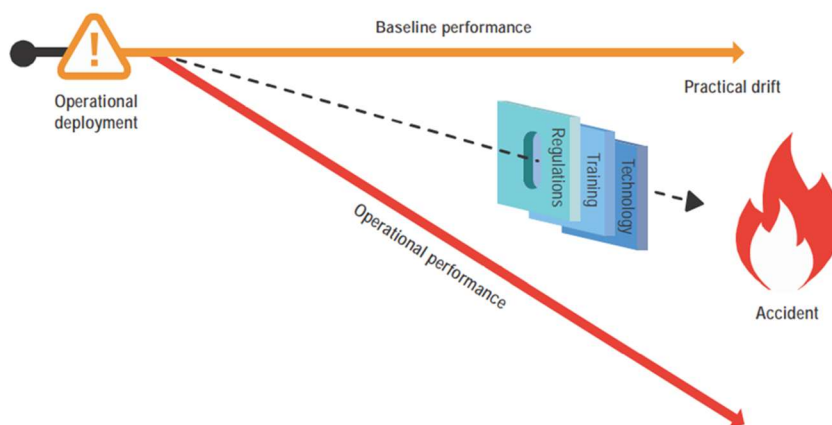 Baseline performance
Operational
deployment
Practical drift
Regulations
Training
Technology
Operational performance
Accident